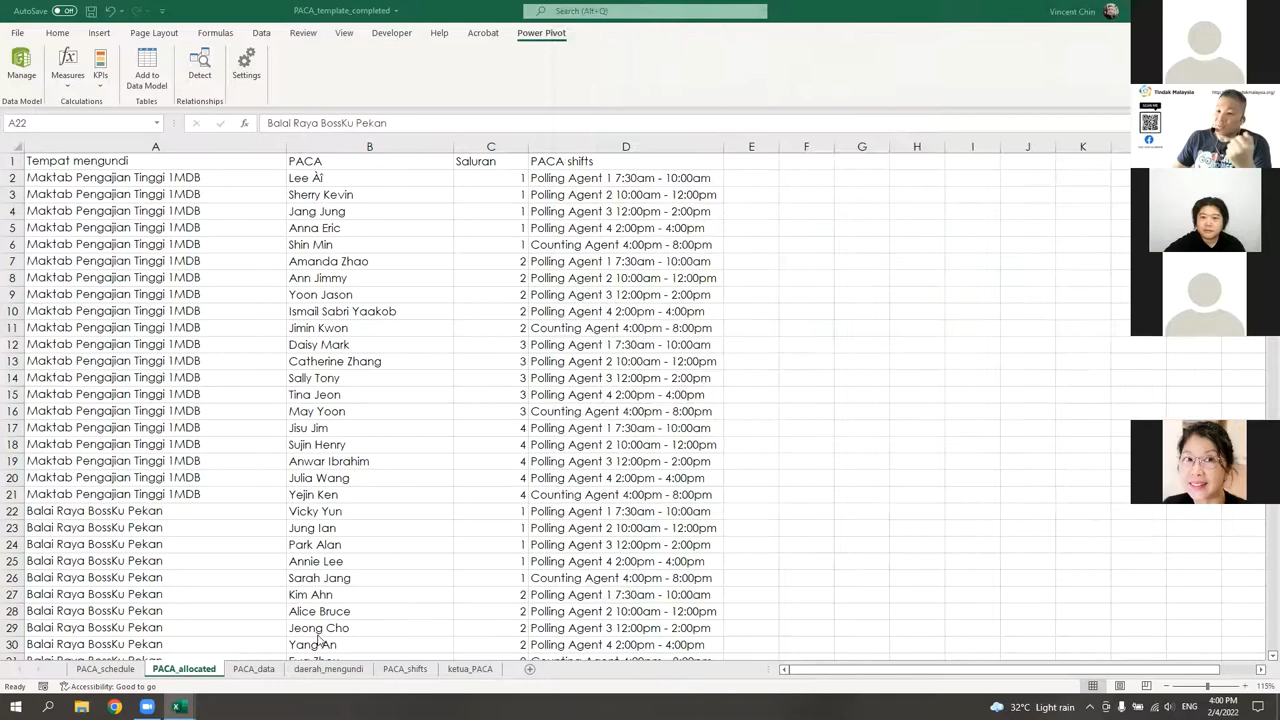 AutoSave Off PACA_template_completed Search (Alt+Q) Vincent Chim
File Home Insert Page Layout Formulas Data Review View Developer Help Acrobat Power Pivot
Manage Measures KPIs Add to Data Model Detect Settings
Data Model Calculations Tables Relationships
A22 fx Balai Raya BossKu Pekan
A B C D E F G H I J K
1 Tempat mengundi PACA Saluran PACA shifts
2 Maktab Pengajian Tinggi 1MDB Lee Àî 1 Polling Agent 1 7:30am - 10:00am
3 Maktab Pengajian Tinggi 1MDB Sherry Kevin 1 Polling Agent 2 10:00am - 12:00pm
4 Maktab Pengajian Tinggi 1MDB Jang Jung 1 Polling Agent 3 12:00pm - 2:00pm
5 Maktab Pengajian Tinggi 1MDB Anna Eric 1 Polling Agent 4 2:00pm - 4:00pm
6 Maktab Pengajian Tinggi 1MDB Shin Min 1 Counting Agent 4:00pm - 8:00pm
7 Maktab Pengajian Tinggi 1MDB Amanda Zhao 2 Polling Agent 1 7:30am - 10:00am
8 Maktab Pengajian Tinggi 1MDB Ann Jimmy 2 Polling Agent 2 10:00am - 12:00pm
9 Maktab Pengajian Tinggi 1MDB Yoon Jason 2 Polling Agent 3 12:00pm - 2:00pm
10 Maktab Pengajian Tinggi 1MDB Ismail Sabri Yaakob 2 Polling Agent 4 2:00pm - 4:00pm
11 Maktab Pengajian Tinggi 1MDB Jimin Kwon 2 Counting Agent 4:00pm - 8:00pm
12 Maktab Pengajian Tinggi 1MDB Daisy Mark 3 Polling Agent 1 7:30am - 10:00am
13 Maktab Pengajian Tinggi 1MDB Catherine Zhang 3 Polling Agent 2 10:00am - 12:00pm
14 Maktab Pengajian Tinggi 1MDB Sally Tony 3 Polling Agent 3 12:00pm - 2:00pm
15 Maktab Pengajian Tinggi 1MDB Tina Jeon 3 Polling Agent 4 2:00pm - 4:00pm
16 Maktab Pengajian Tinggi 1MDB May Yoon 3 Counting Agent 4:00pm - 8:00pm
17 Maktab Pengajian Tinggi 1MDB Jisu Jim 4 Polling Agent 1 7:30am - 10:00am
18 Maktab Pengajian Tinggi 1MDB Sujin Henry 4 Polling Agent 2 10:00am - 12:00pm
19 Maktab Pengajian Tinggi 1MDB Anwar Ibrahim 4 Polling Agent 3 12:00pm - 2:00pm
20 Maktab Pengajian Tinggi 1MDB Julia Wang 4 Polling Agent 4 2:00pm - 4:00pm
21 Maktab Pengajian Tinggi 1MDB Yejin Ken 4 Counting Agent 4:00pm - 8:00pm
22 Balai Raya BossKu Pekan Vicky Yun 1 Polling Agent 1 7:30am - 10:00am
23 Balai Raya BossKu Pekan Jung Ian 1 Polling Agent 2 10:00am - 12:00pm
24 Balai Raya BossKu Pekan Park Alan 1 Polling Agent 3 12:00pm - 2:00pm
25 Balai Raya BossKu Pekan Annie Lee 1 Polling Agent 4 2:00pm - 4:00pm
26 Balai Raya BossKu Pekan Sarah Jang 1 Counting Agent 4:00pm - 8:00pm
27 Balai Raya BossKu Pekan Kim Ahn 2 Polling Agent 1 7:30am - 10:00am
28 Balai Raya BossKu Pekan Alice Bruce 2 Polling Agent 2 10:00am - 12:00pm
29 Balai Raya BossKu Pekan Jeong Cho 2 Polling Agent 3 12:00pm - 2:00pm
30 Balai Raya BossKu Pekan Yang An 2 Polling Agent 4 2:00pm - 4:00pm
PACA_schedule PACA_allocated PACA_data daerah_mengundi PACA_shifts ketua_PACA
Ready Accessibility: Good to go 115%
32°C Light rain ENG 4:00 PM
2/4/2022
Tindak Malaysia
SCAN ME